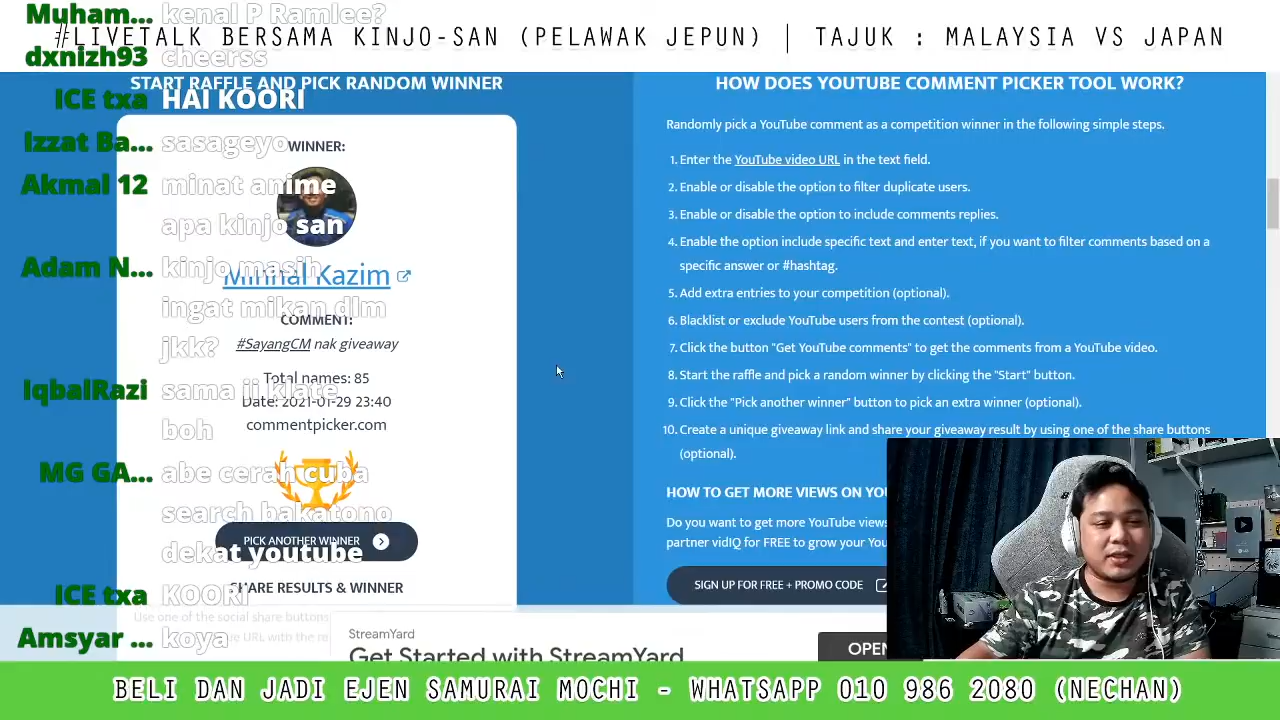 Muham... kenal P Ramlee?
#LIVETALK BERSAMA KINJO-SAN (PELAWAK JEPUN) | TAJUK : MALAYSIA VS JAPAN
dxnizh93 cheerss
ICE txa HAI KOORI
Izzat Ba... sasageyo
Akmal 12 minat anime
apa kinjo san
Adam N... kinjo masih
ingat mikan dlm
jkk?
IqbalRazi sama ji klate
boh
MG GA... abe cerah cuba
search bakatono
dekat youtube
ICE txa KOORI
Amsyar ... koya
START RAFFLE AND PICK RANDOM WINNER
WINNER:
Minhal Kazim
COMMENT:
#SayangCM nak giveaway
Total names: 85
Date: 2021-01-29 23:40
commentpicker.com
PICK ANOTHER WINNER
SHARE RESULTS & WINNER
Use one of the social share buttons
URL with the re
HOW DOES YOUTUBE COMMENT PICKER TOOL WORK?
Randomly pick a YouTube comment as a competition winner in the following simple steps.
1. Enter the YouTube video URL in the text field.
2. Enable or disable the option to filter duplicate users.
3. Enable or disable the option to include comments replies.
4. Enable the option include specific text and enter text, if you want to filter comments based on a
specific answer or #hashtag.
5. Add extra entries to your competition (optional).
6. Blacklist or exclude YouTube users from the contest (optional).
7. Click the button "Get YouTube comments" to get the comments from a YouTube video.
8. Start the raffle and pick a random winner by clicking the "Start" button.
9. Click the "Pick another winner" button to pick an extra winner (optional).
10. Create a unique giveaway link and share your giveaway result by using one of the share buttons
(optional).
HOW TO GET MORE VIEWS ON YOU
Do you want to get more YouTube views
partner vidIQ for FREE to grow your You
SIGN UP FOR FREE + PROMO CODE
StreamYard
Get Started with StreamYard
OPEN
BELI DAN JADI EJEN SAMURAI MOCHI - WHATSAPP 010 986 2080 (NECHAN)